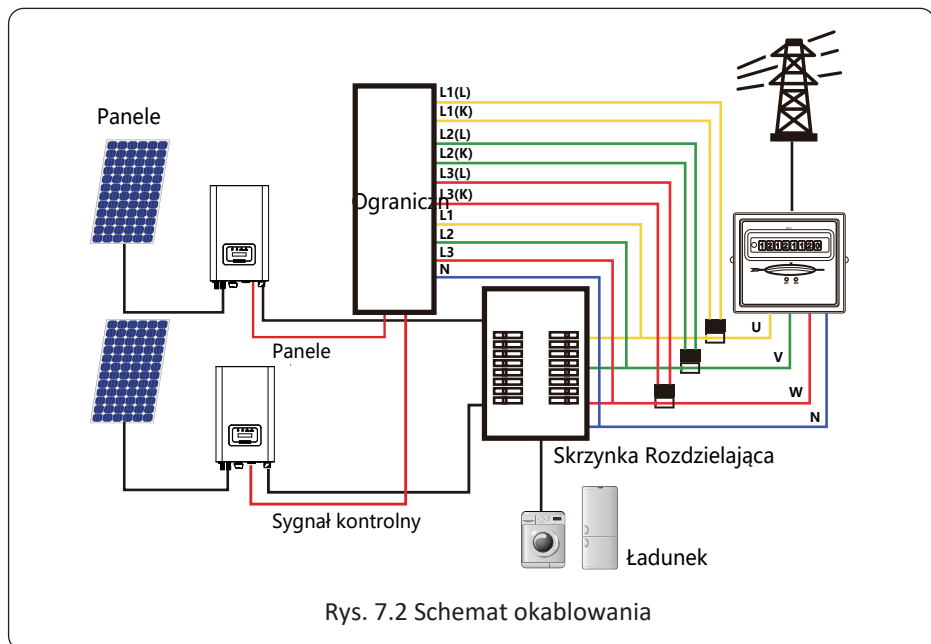 Panele
L1(L)
L1(K)
L2(L)
L2(K)
L3(L)
L3(K)
Ograniczn
L1
L2
L3
N
12121120
U
V
W
N
Panele
Skrzynka Rozdzielająca
Sygnał kontrolny
Ładunek
Rys. 7.2 Schemat okablowania